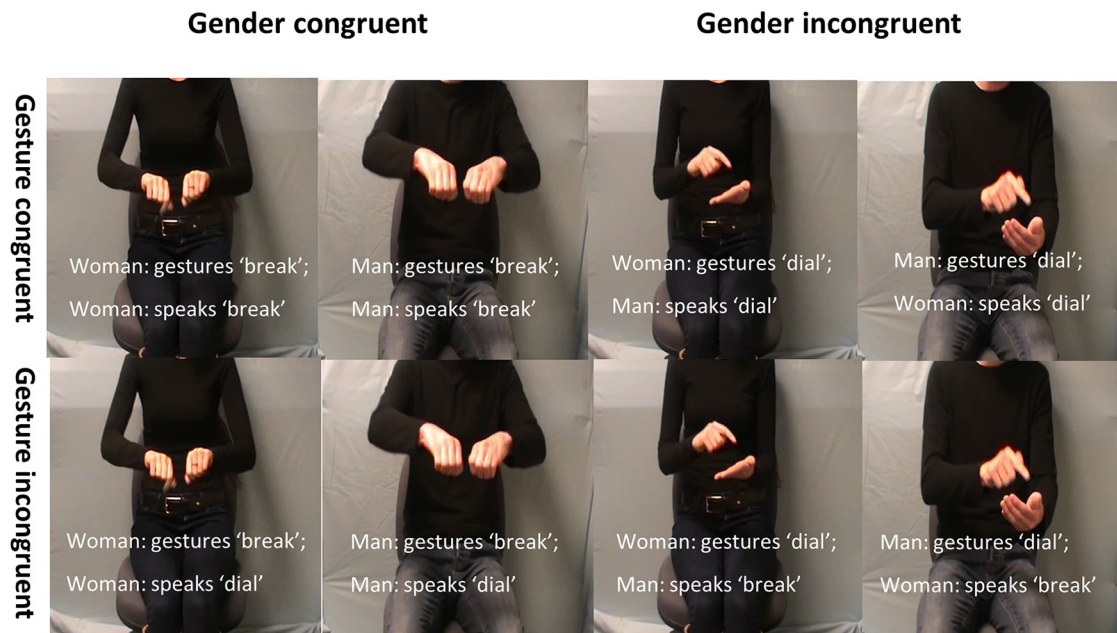 Gender congruent
Gender incongruent
Gesture congruent
Woman: gestures ‘break’;
Woman: speaks ‘break’
Man: gestures ‘break’;
Man: speaks ‘break’
Woman: gestures ‘dial’;
Man: speaks ‘dial’
Man: gestures ‘dial’;
Woman: speaks ‘dial’
Gesture incongruent
Woman: gestures ‘break’;
Woman: speaks ‘dial’
Man: gestures ‘break’;
Man: speaks ‘dial’
Woman: gestures ‘dial’;
Man: speaks ‘break’
Man: gestures ‘dial’;
Woman: speaks ‘break’